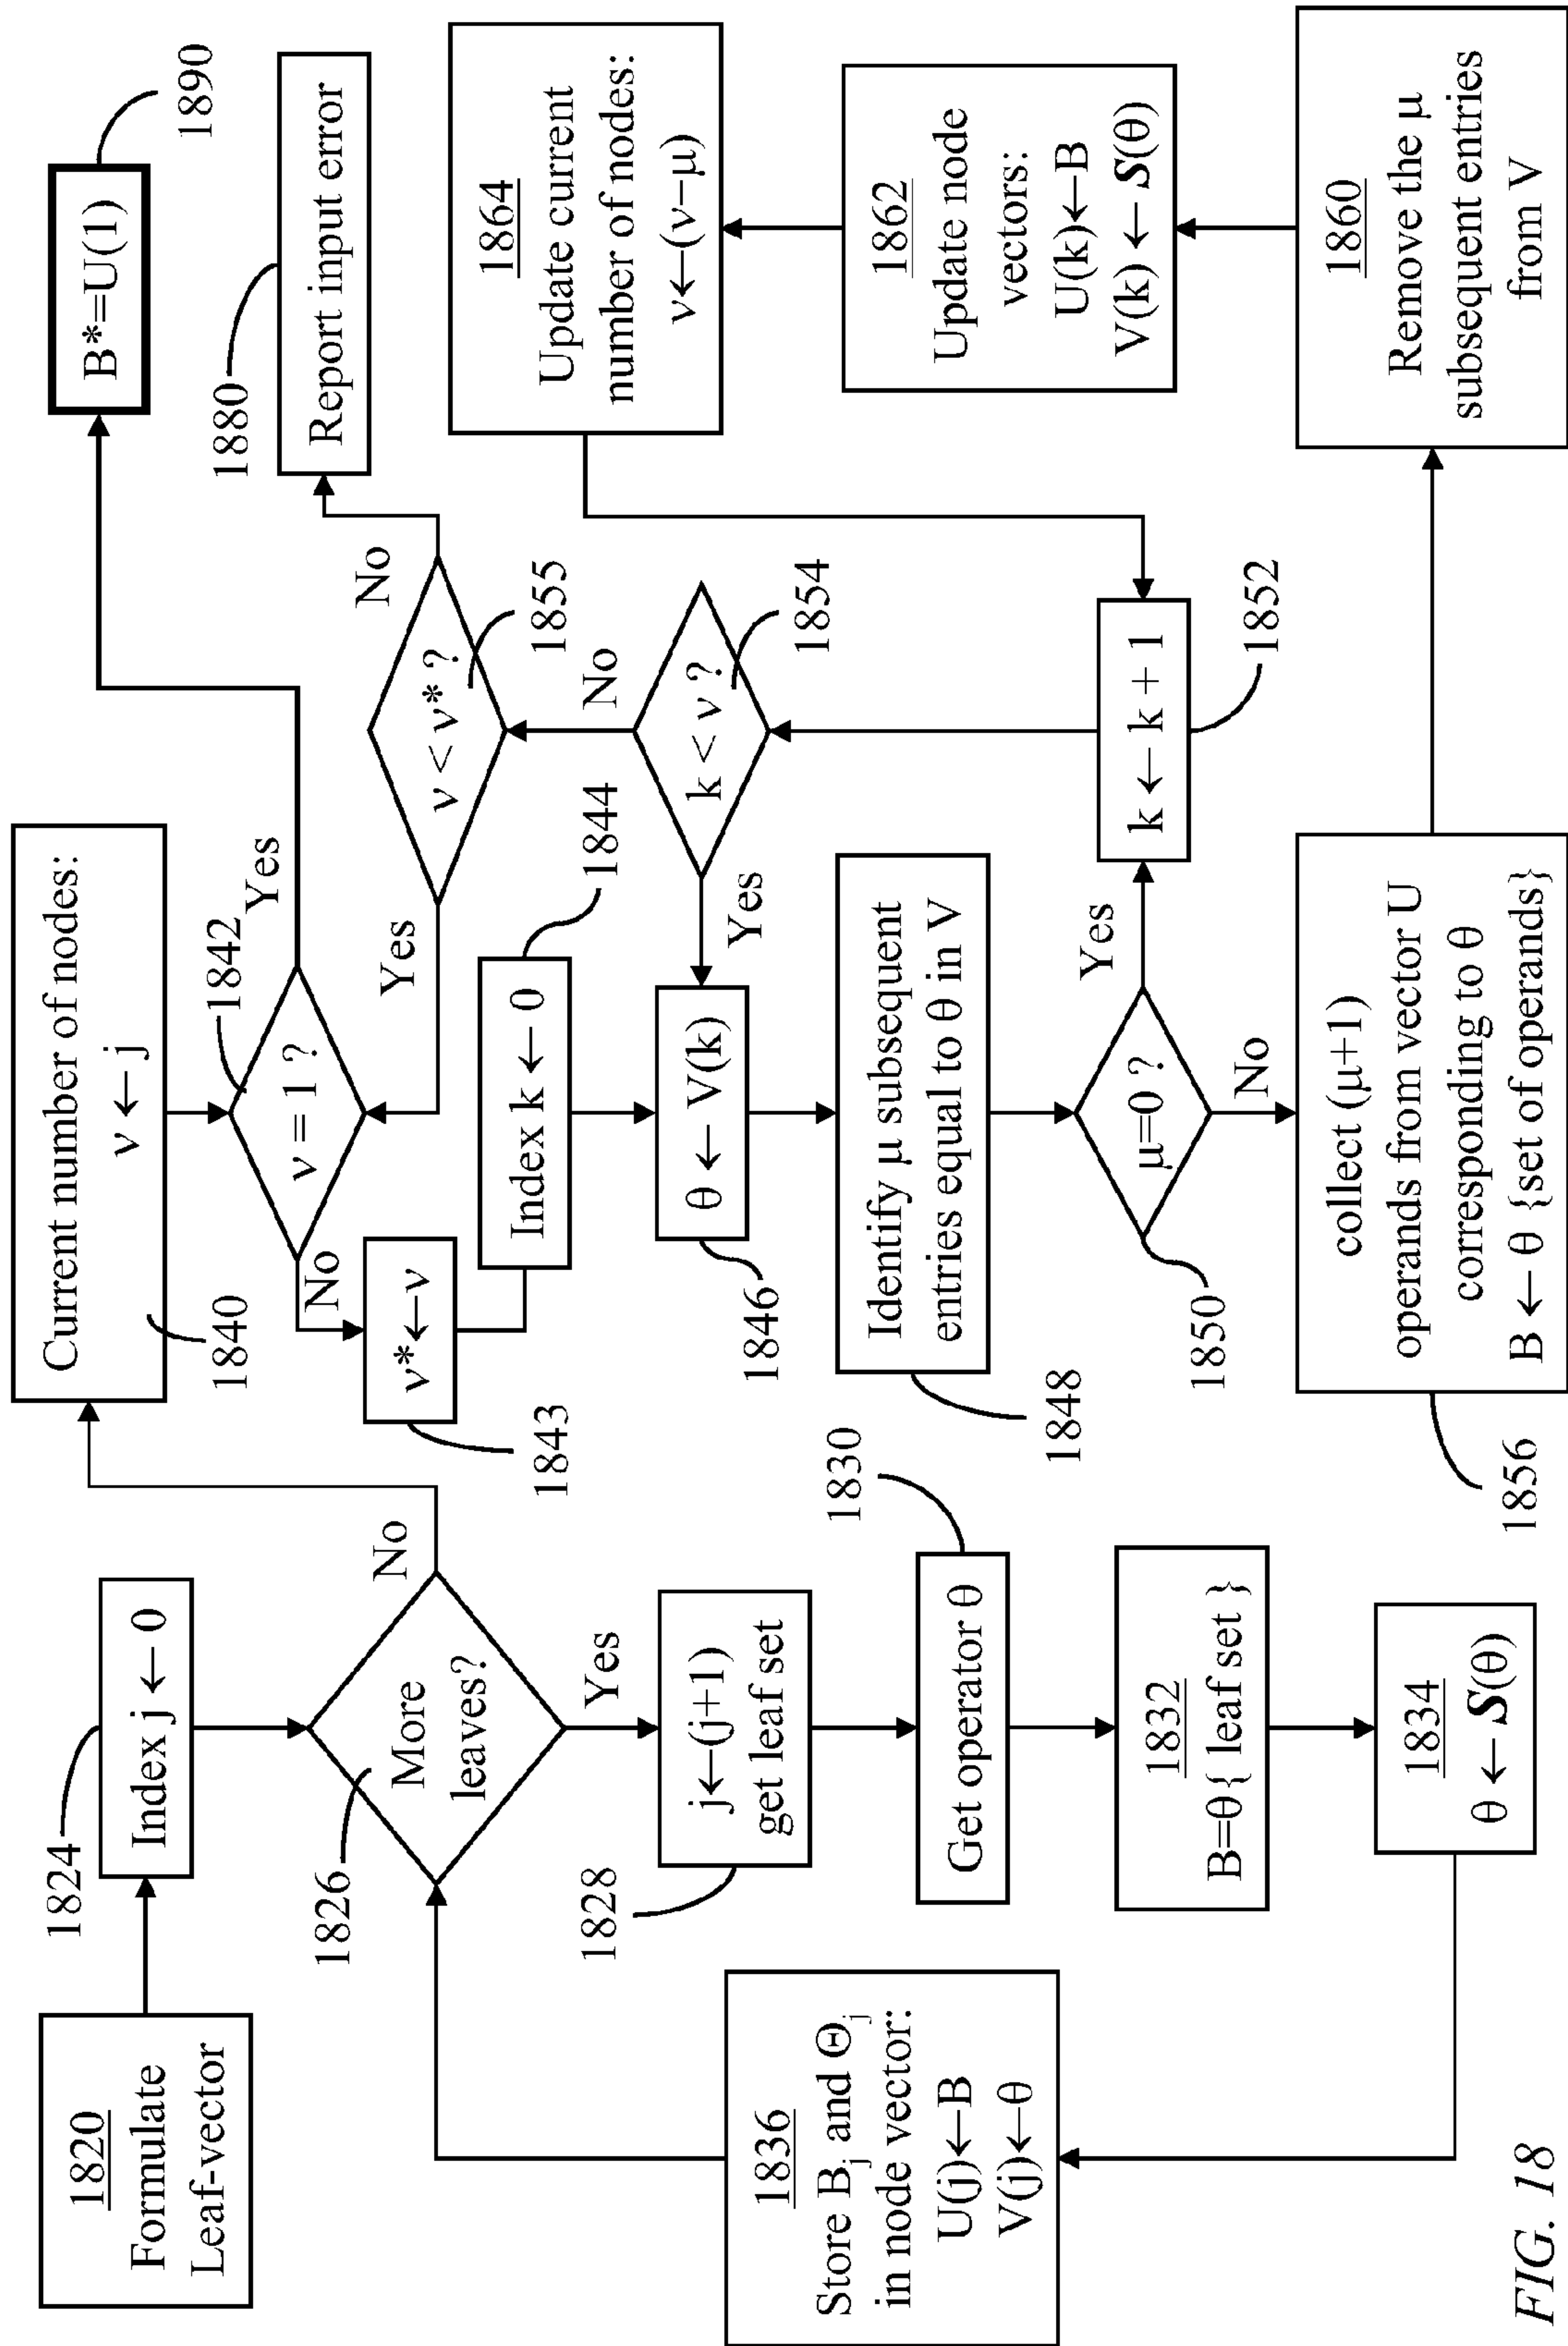 1820
Formulate
Leaf-vector
1824
Index j ← 0
1826
More
leaves?
No
Yes
1828
j←(j+1)
get leaf set
1830
Get operator θ
1832
B=θ{ leaf set }
1834
θ ← S(θ)
1836
Store Bj and Θj
in node vector:
U(j)←B
V(j)←θ
Current number of nodes:
ν ← j
1840
1842
ν = 1 ?
Yes
No
ν*←ν
1843
Index k ← 0
1844
θ ← V(k)
1846
Identify μ subsequent
entries equal to θ in V
1848
μ=0 ?
1850
Yes
No
collect (μ+1)
operands from vector U
corresponding to θ
B ← θ {set of operands}
1856
k ← k + 1
1852
k < ν ?
1854
Yes
No
ν < ν* ?
1855
Yes
No
Report input error
1880
B*=U(1)
1890
1864
Update current
number of nodes:
ν←(ν−μ)
1862
Update node
vectors:
U(k)←B
V(k) ← S(θ)
1860
Remove the μ
subsequent entries
from V
FIG. 18